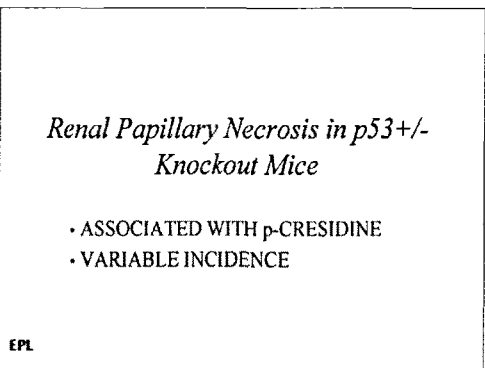 Renal Papillary Necrosis in p53+/-
Knockout Mice
• ASSOCIATED WITH p-CRESIDINE
• VARIABLE INCIDENCE
EPL